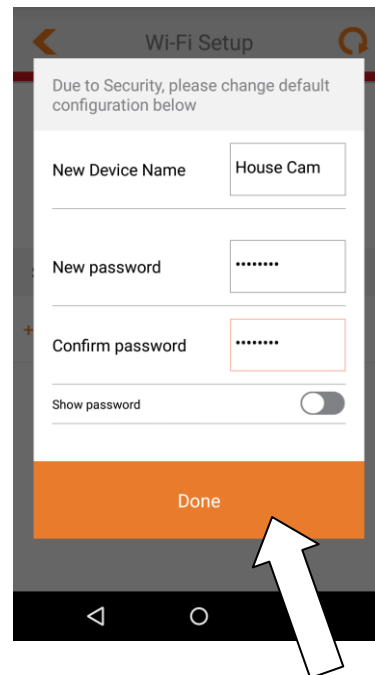 Wi-Fi Setup
Due to Security, please change default
configuration below
New Device Name
House Cam
New password
••••••••
Confirm password
••••••••
Show password
Done